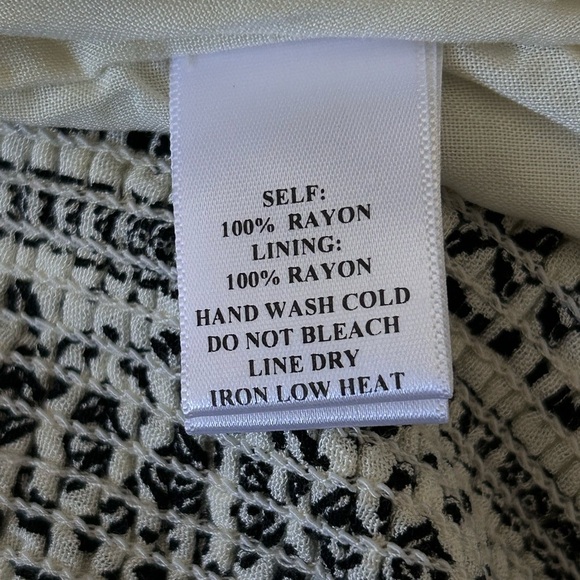 SELF:
100% RAYON
LINING:
100% RAYON
HAND WASH COLD
DO NOT BLEACH
LINE DRY
IRON LOW HEAT